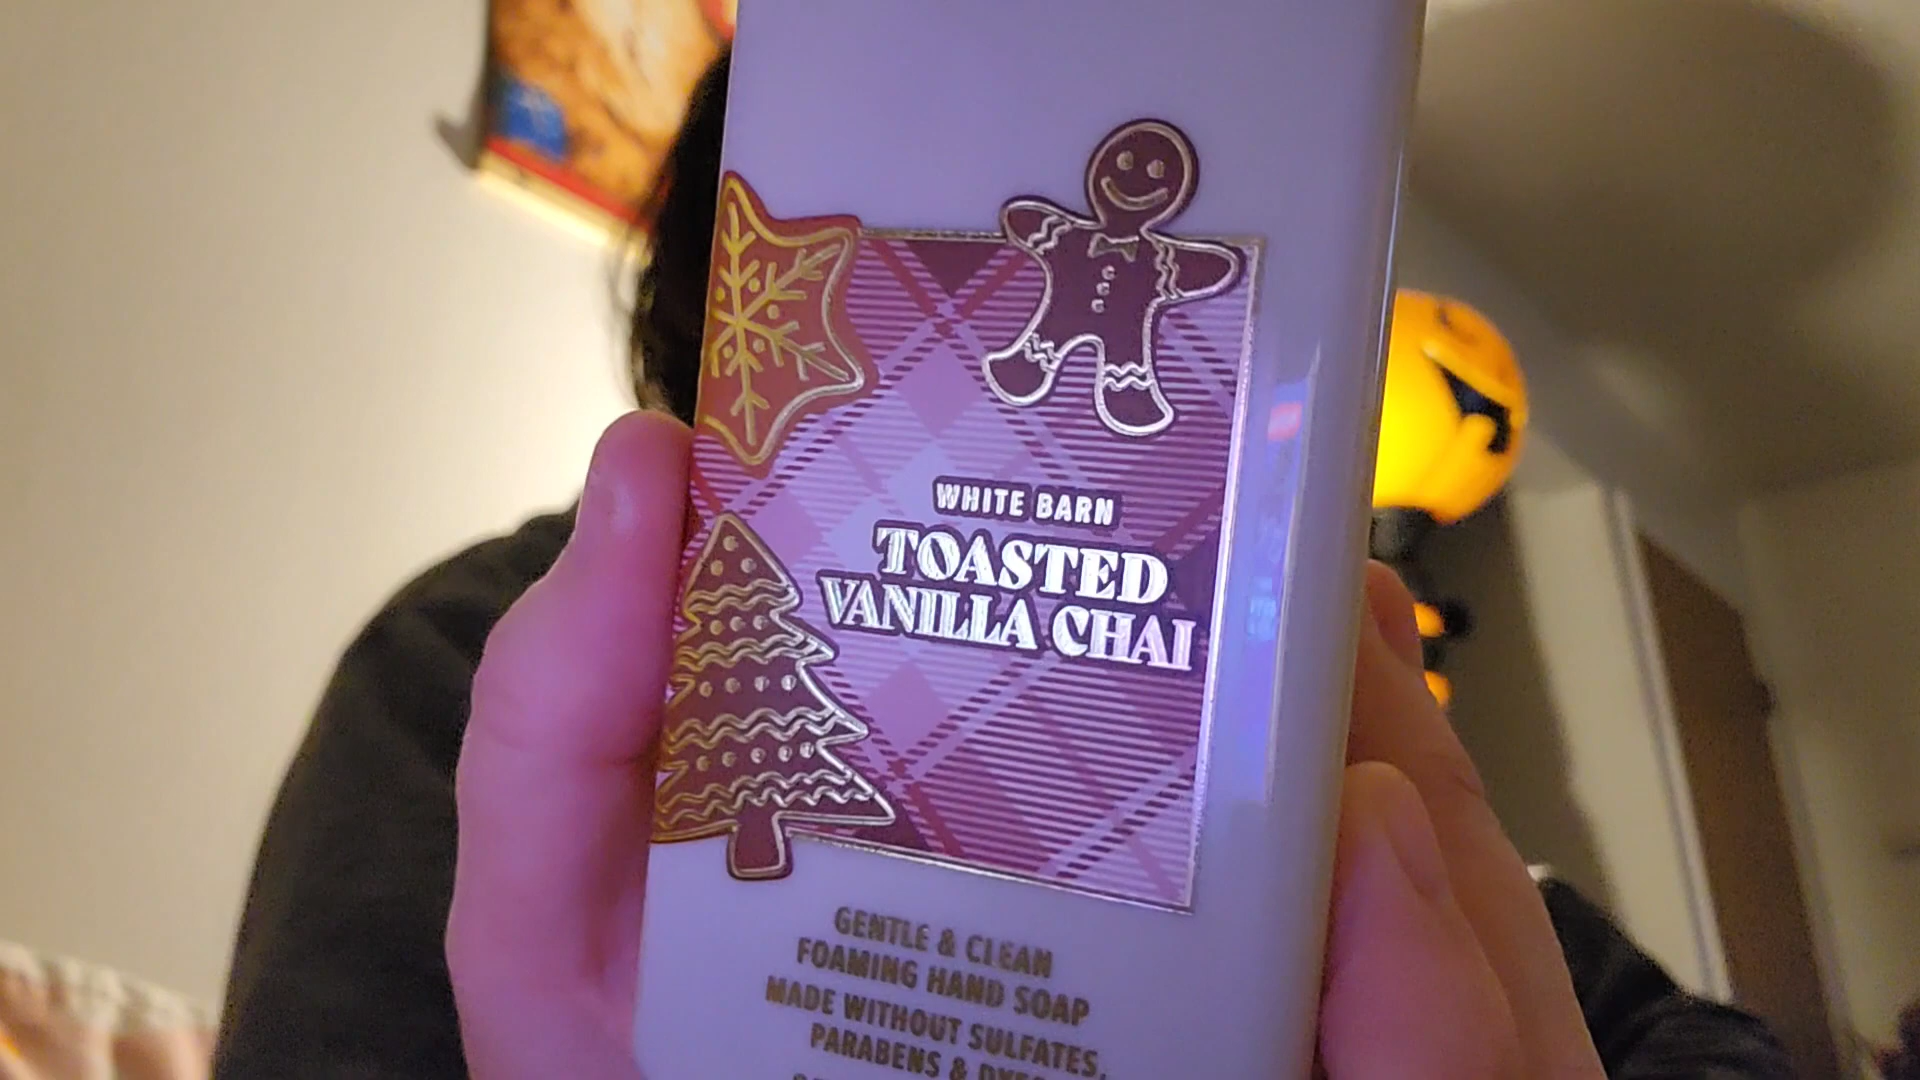 WHITE BARN
TOASTED
VANILLA CHAI
GENTLE & CLEAN
FOAMING HAND SOAP
MADE WITHOUT SULFATES,
PARABENS &